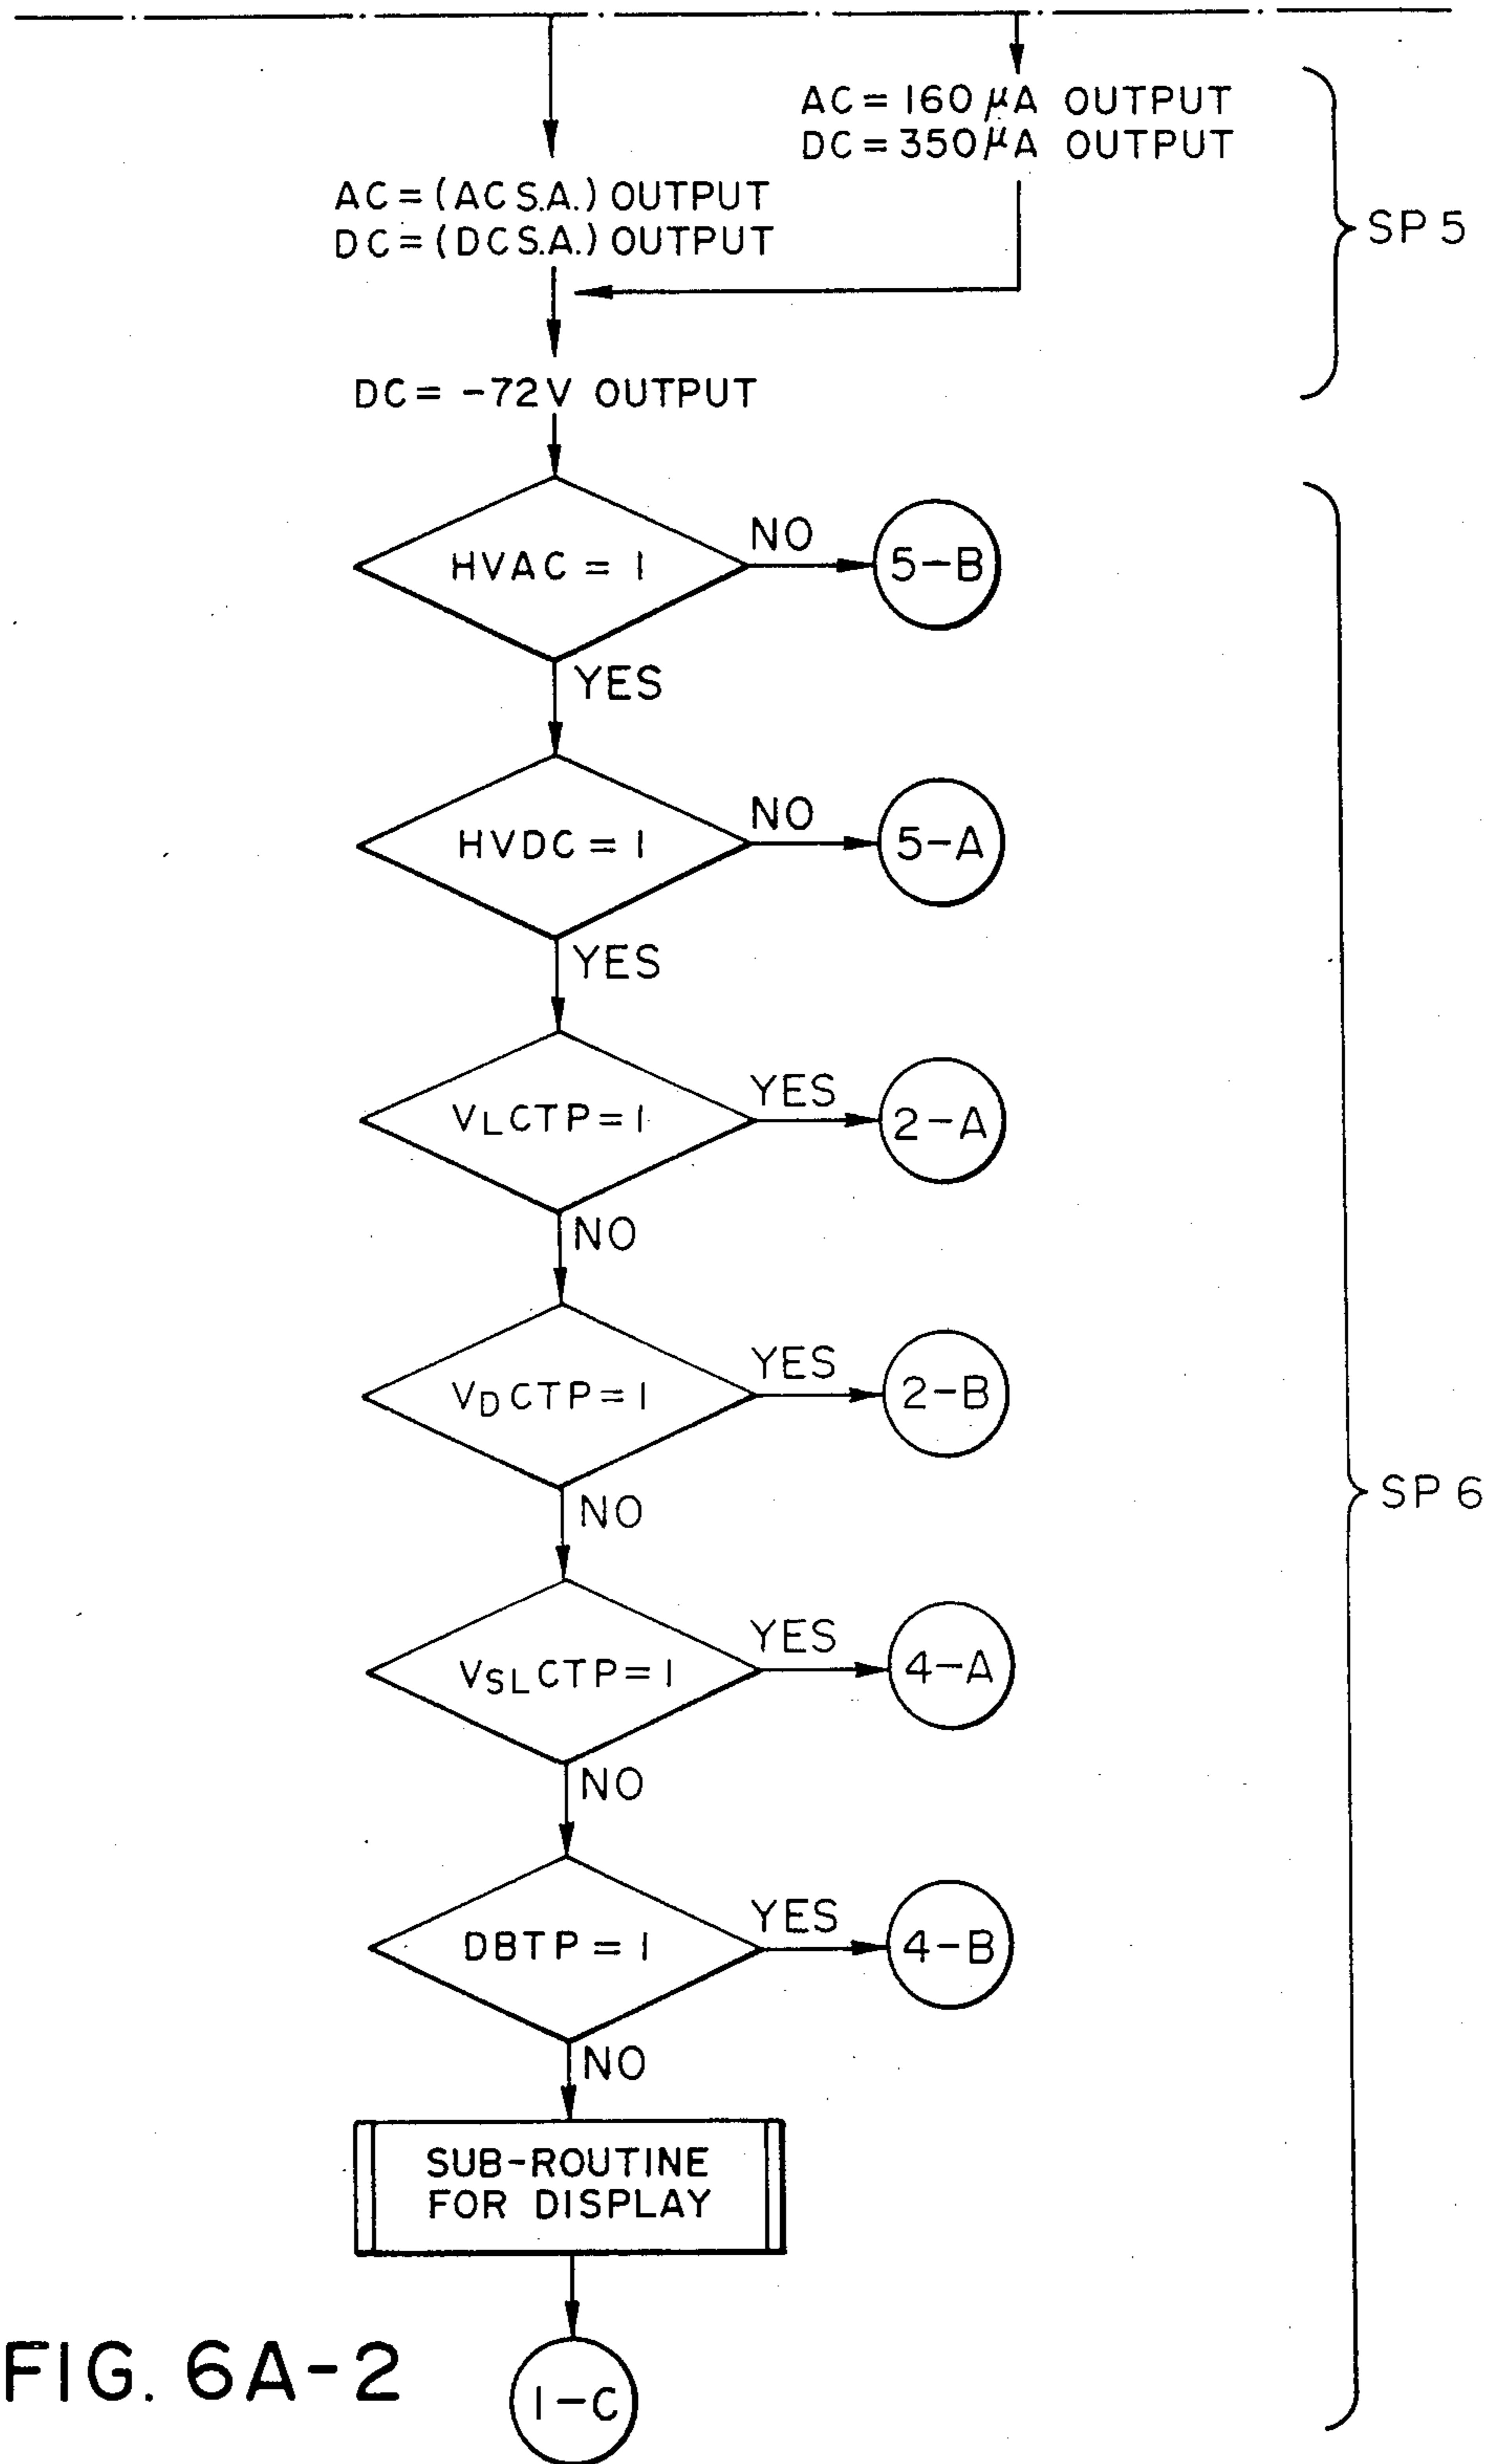 AC = 160 μA OUTPUT
DC = 350 μA OUTPUT
AC = (AC S.A.) OUTPUT
DC = (DC S.A.) OUTPUT
SP 5
DC = -72V OUTPUT
HVAC = 1
NO
5-B
YES
HVDC = 1
NO
5-A
YES
VLCTP = 1
YES
2-A
NO
VDCTP = 1
YES
2-B
NO
SP 6
VSLCTP = 1
YES
4-A
NO
DBTP = 1
YES
4-B
NO
SUB-ROUTINE
FOR DISPLAY
FIG. 6A-2
1-C